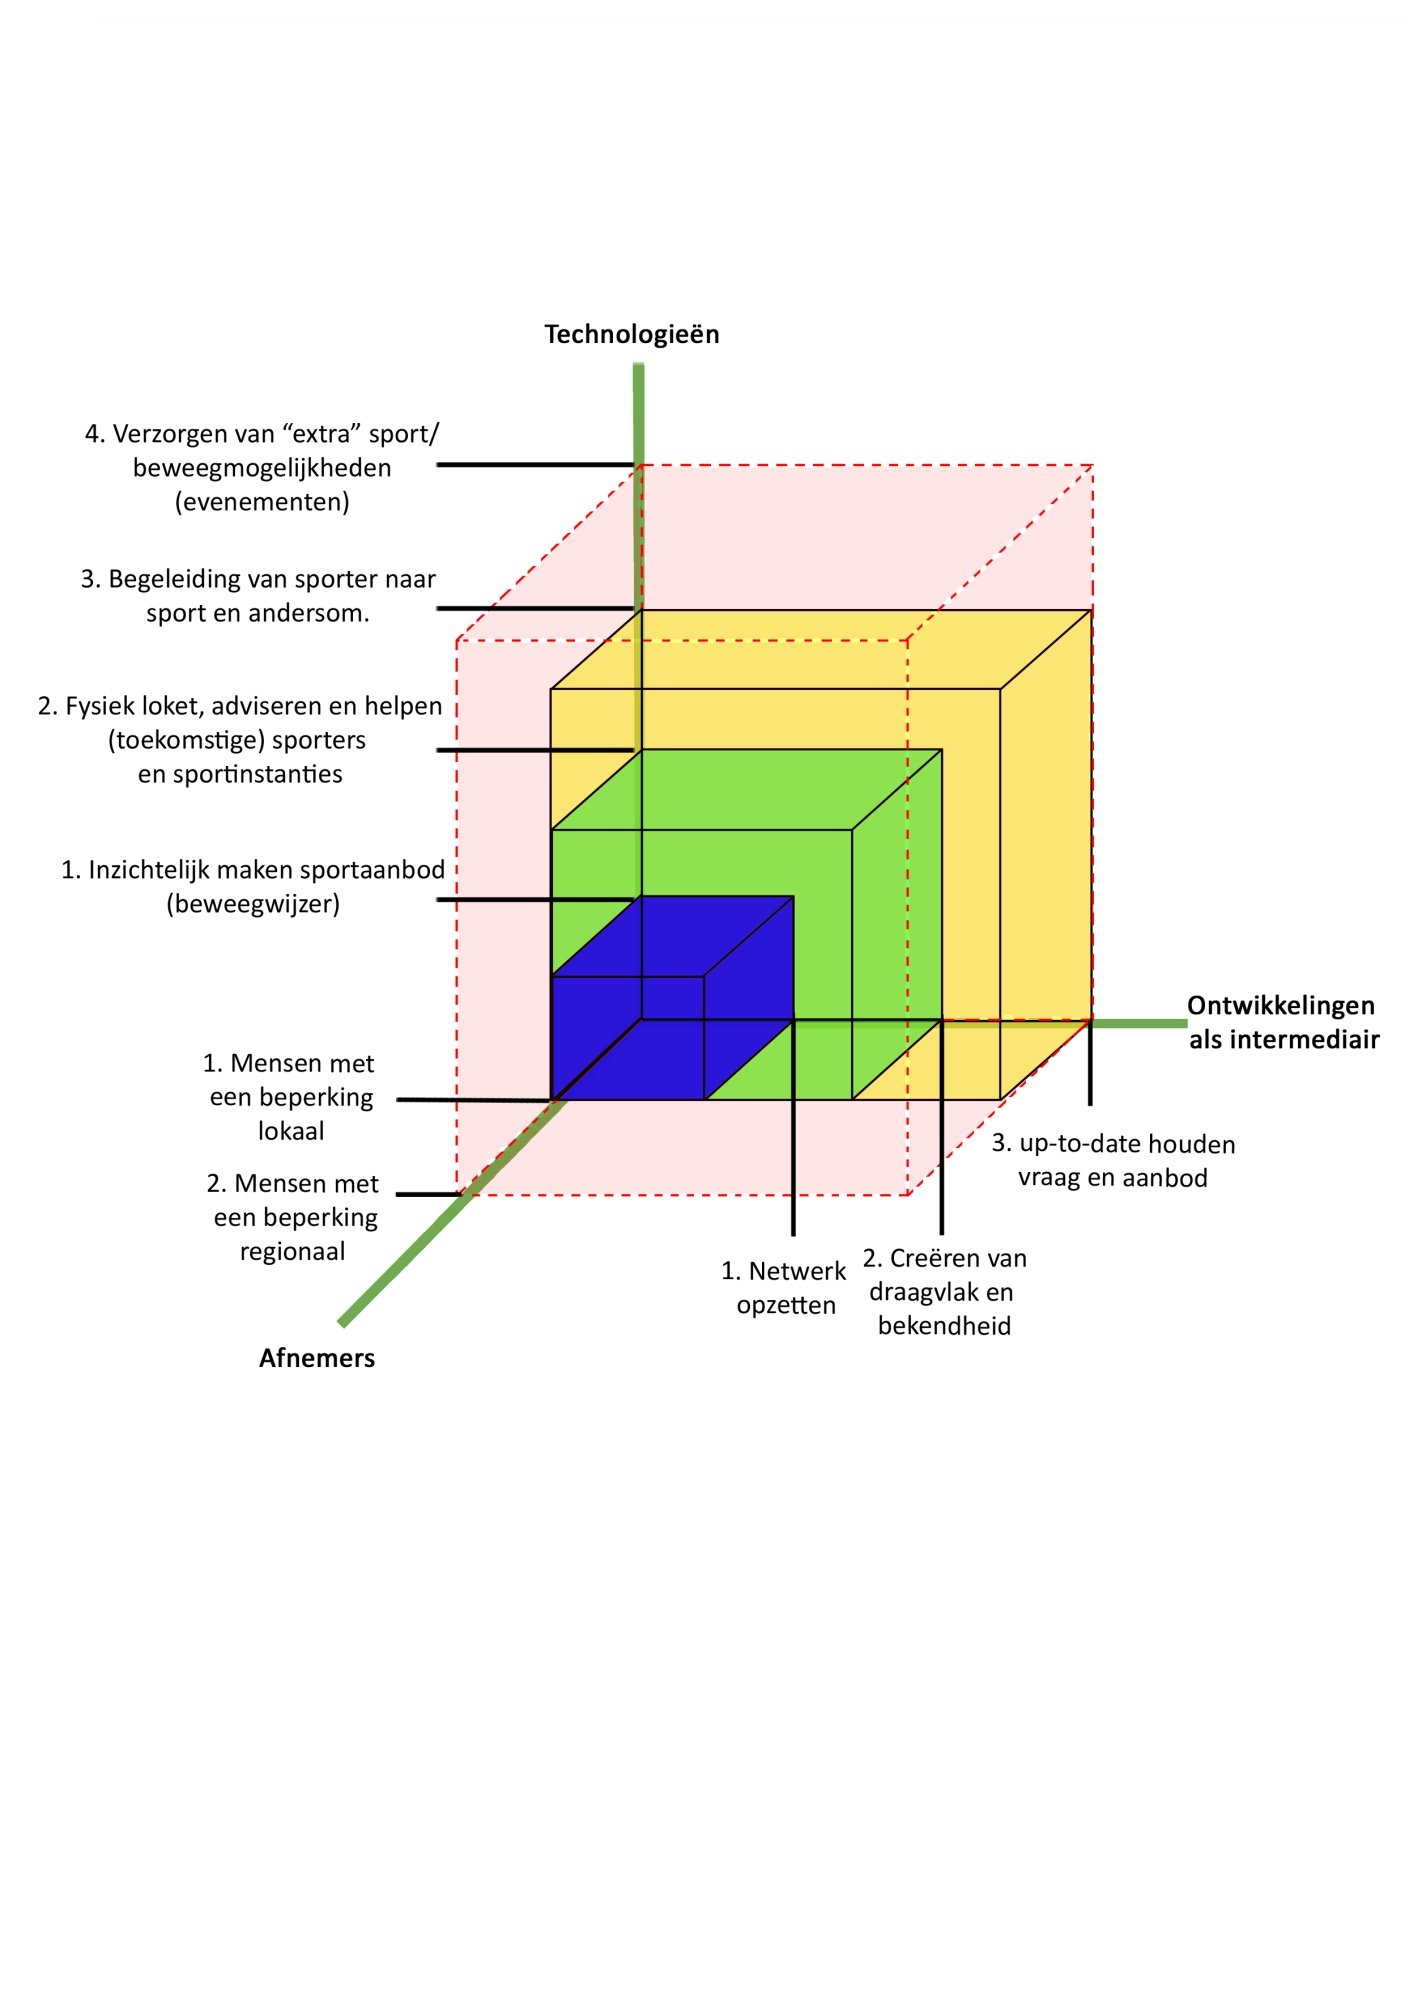 Technologieën
4. Verzorgen van “extra” sport/
beweegmogelijkheden
(evenementen)
3. Begeleiding van sporter naar
sport en andersom.
2. Fysiek loket, adviseren en helpen
(toekomstige) sporters
en sportinstanties
1. Inzichtelijk maken sportaanbod
(beweegwijzer)
Ontwikkelingen
als intermediair
1. Mensen met
een beperking
lokaal
2. Mensen met
een beperking
regionaal
3. up-to-date houden
vraag en aanbod
1. Netwerk
opzetten
2. Creëren van
draagvlak en
bekendheid
Afnemers